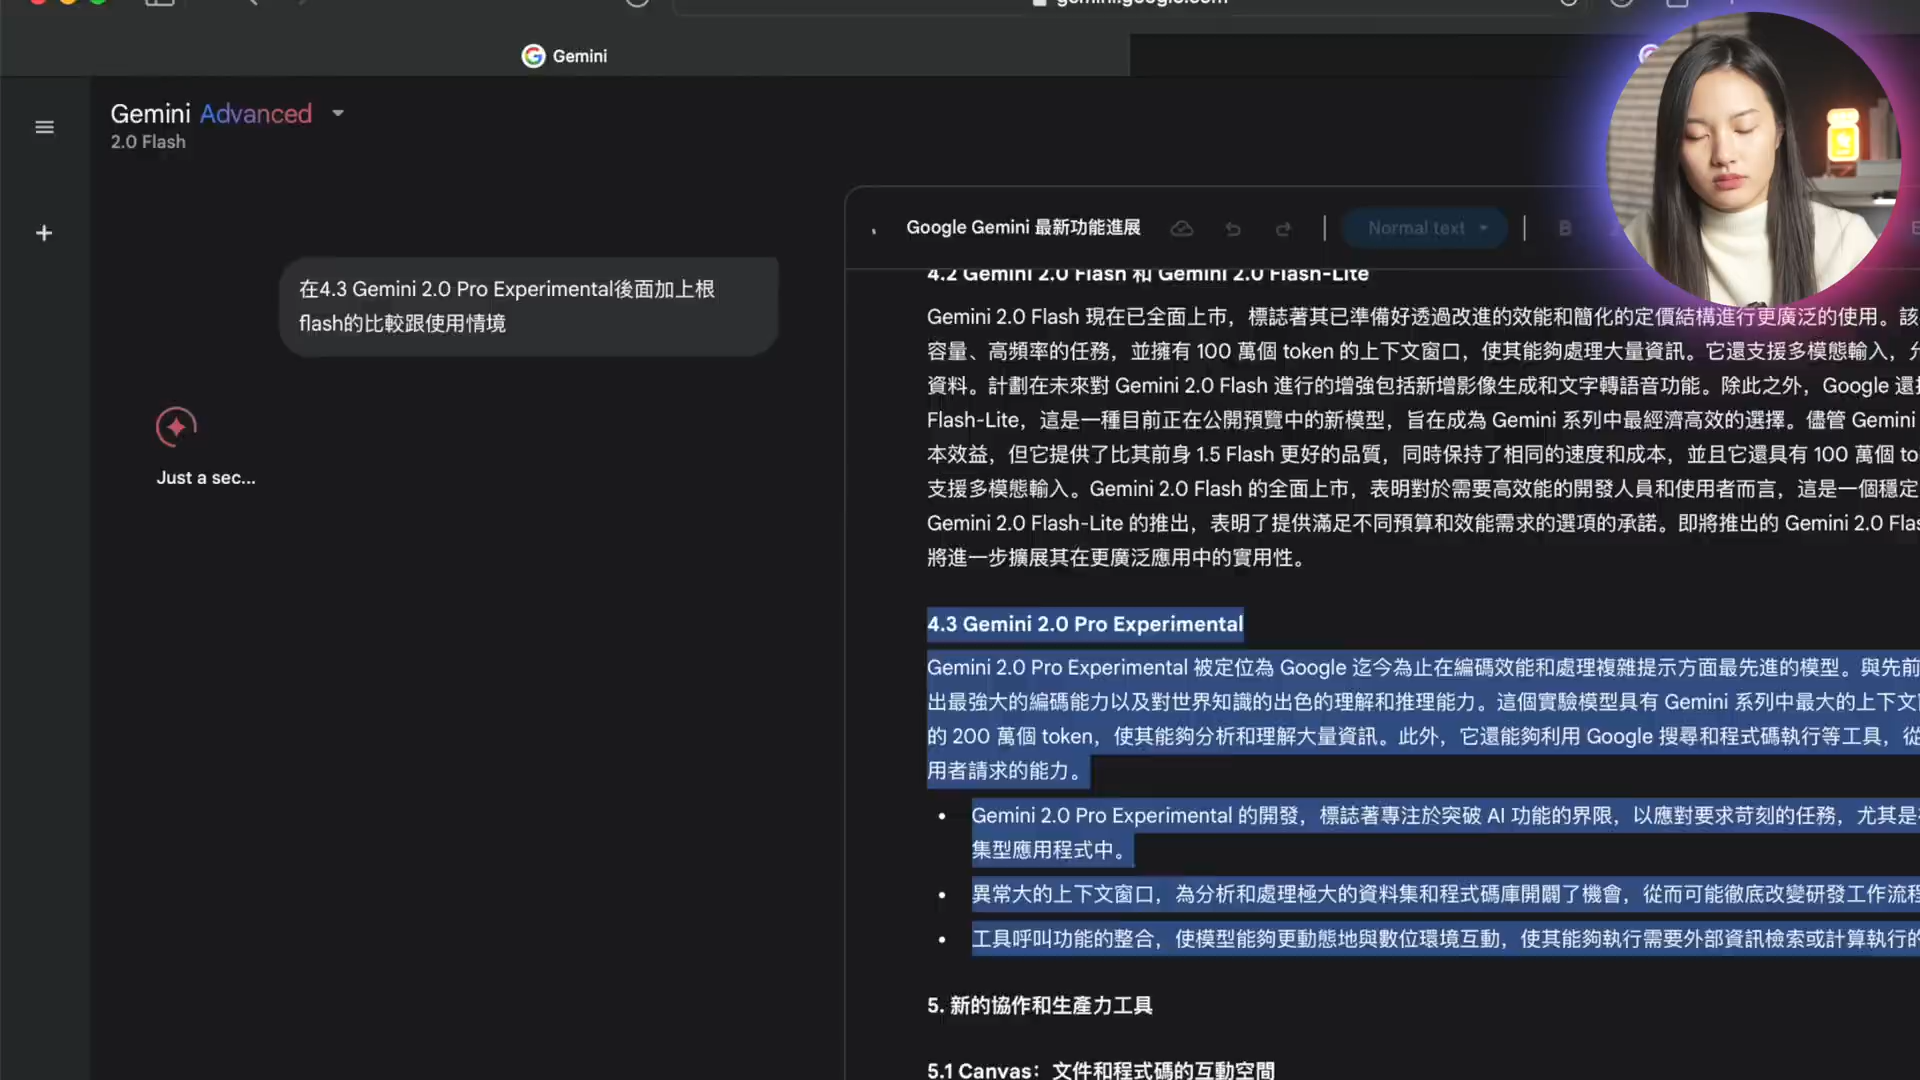 Gemini
Gemini Advanced
2.0 Flash
在4.3 Gemini 2.0 Pro Experimental後面加上根
flash的比較跟使用情境
Just a sec...
Google Gemini 最新功能進展
Normal text
B
4.2 Gemini 2.0 Flash 和 Gemini 2.0 Flash-Lite
Gemini 2.0 Flash 現在已全面上市，標誌著其已準備好透過改進的效能和簡化的定價結構進行更廣泛的使用。該
容量、高頻率的任務，並擁有 100 萬個 token 的上下文窗口，使其能夠處理大量資訊。它還支援多模態輸入，
資料。計劃在未來對 Gemini 2.0 Flash 進行的增強包括新增影像生成和文字轉語音功能。除此之外，Google 還
Flash-Lite，這是一種目前正在公開預覽中的新模型，旨在成為 Gemini 系列中最經濟高效的選擇。儘管 Gemini
本效益，但它提供了比其前身 1.5 Flash 更好的品質，同時保持了相同的速度和成本，並且它還具有 100 萬個 to
支援多模態輸入。Gemini 2.0 Flash 的全面上市，表明對於需要高效能的開發人員和使用者而言，這是一個穩定
Gemini 2.0 Flash-Lite 的推出，表明了提供滿足不同預算和效能需求的選項的承諾。即將推出的 Gemini 2.0 Flas
將進一步擴展其在更廣泛應用中的實用性。
4.3 Gemini 2.0 Pro Experimental
Gemini 2.0 Pro Experimental 被定位為 Google 迄今為止在編碼效能和處理複雜提示方面最先進的模型。與先前
出最強大的編碼能力以及對世界知識的出色的理解和推理能力。這個實驗模型具有 Gemini 系列中最大的上下文
的 200 萬個 token，使其能夠分析和理解大量資訊。此外，它還能夠利用 Google 搜尋和程式碼執行等工具，從
用者請求的能力。
• Gemini 2.0 Pro Experimental 的開發，標誌著專注於突破 AI 功能的界限，以應對要求苛刻的任務，尤其是
集型應用程式中。
• 異常大的上下文窗口，為分析和處理極大的資料集和程式碼庫開闢了機會，從而可能徹底改變研發工作流程
• 工具呼叫功能的整合，使模型能夠更動態地與數位環境互動，使其能夠執行需要外部資訊檢索或計算執行的
5. 新的協作和生產力工具
5.1 Canvas：文件和程式碼的互動空間